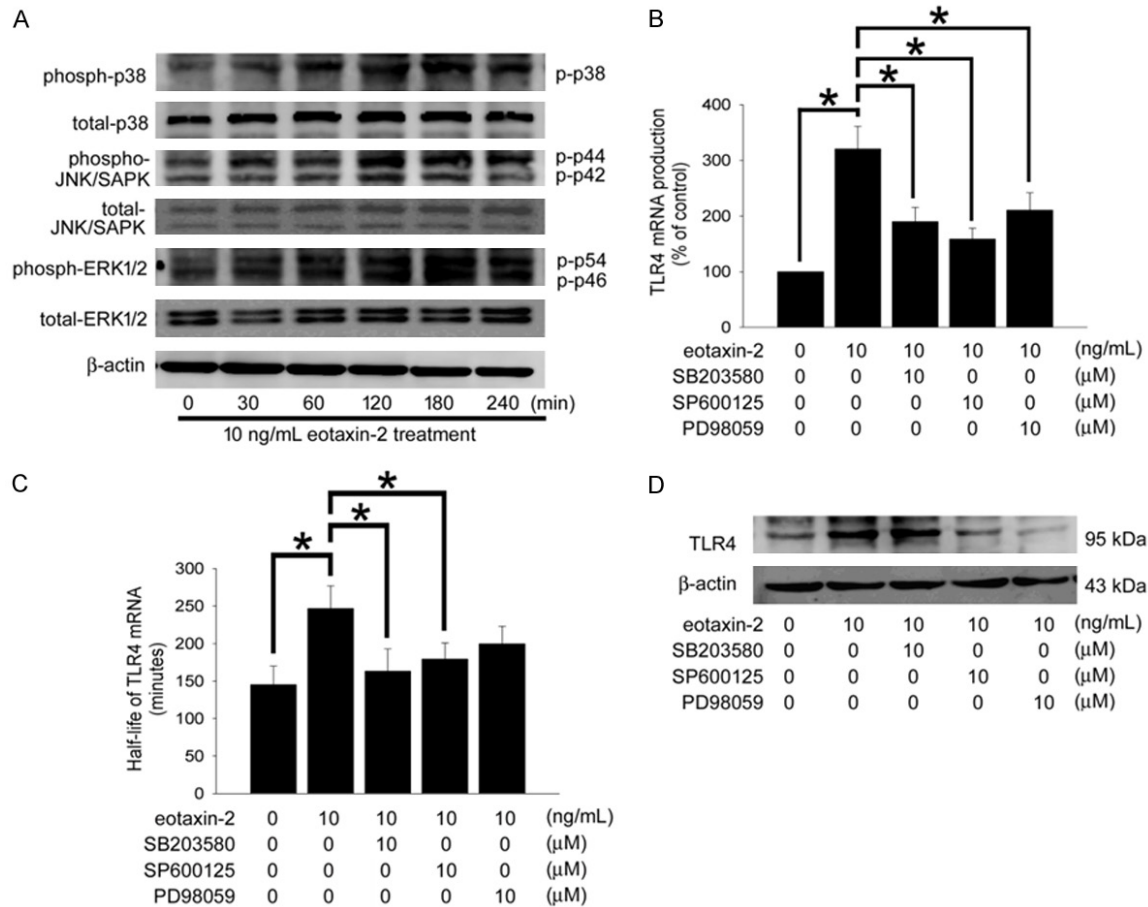 A
phosph-p38 p-p38
total-p38
phospho- p-p44
JNK/SAPK p-p42
total-
JNK/SAPK
phosph-ERK1/2 p-p54
p-p46
total-ERK1/2
β-actin
0 30 60 120 180 240 (min)
10 ng/mL eotaxin-2 treatment
B
* * * *
TLR4 mRNA production
(% of control)
400
300
200
100
0
eotaxin-2 0 10 10 10 10 (ng/mL)
SB203580 0 0 10 0 0 (μM)
SP600125 0 0 0 10 0 (μM)
PD98059 0 0 0 0 10 (μM)
C
* * *
Half-life of TLR4 mRNA
(minutes)
300
250
200
150
100
50
0
eotaxin-2 0 10 10 10 10 (ng/mL)
SB203580 0 0 10 0 0 (μM)
SP600125 0 0 0 10 0 (μM)
PD98059 0 0 0 0 10 (μM)
D
TLR4 95 kDa
β-actin 43 kDa
eotaxin-2 0 10 10 10 10 (ng/mL)
SB203580 0 0 10 0 0 (μM)
SP600125 0 0 0 10 0 (μM)
PD98059 0 0 0 0 10 (μM)